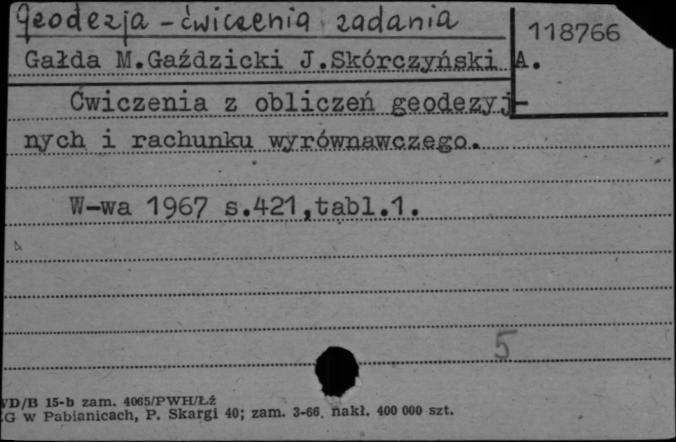 Geodezja - ćwiczenia zadania
118766
Gałda M.Gaździcki J.Skórczyński A.
Ćwiczenia z obliczeń geodezyj-
nych i rachunku wyrównawczego.
W-wa 1967 s.421,tabl.1.
5
VD/B 15-b zam. 4065/PWH/Łź
G w Pabianicach, P. Skargi 40; zam. 3-66 nakł. 400 000 szt.